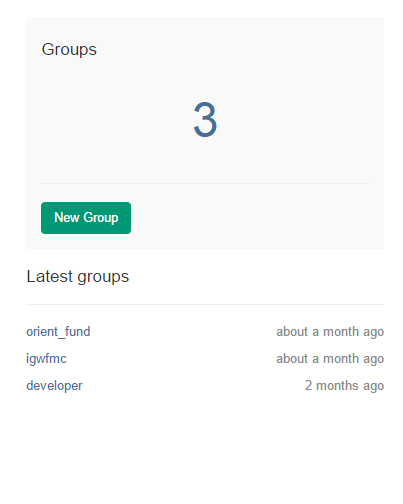 Groups
3
New Group
Latest groups
orient_fund about a month ago
igwfmc about a month ago
developer 2 months ago